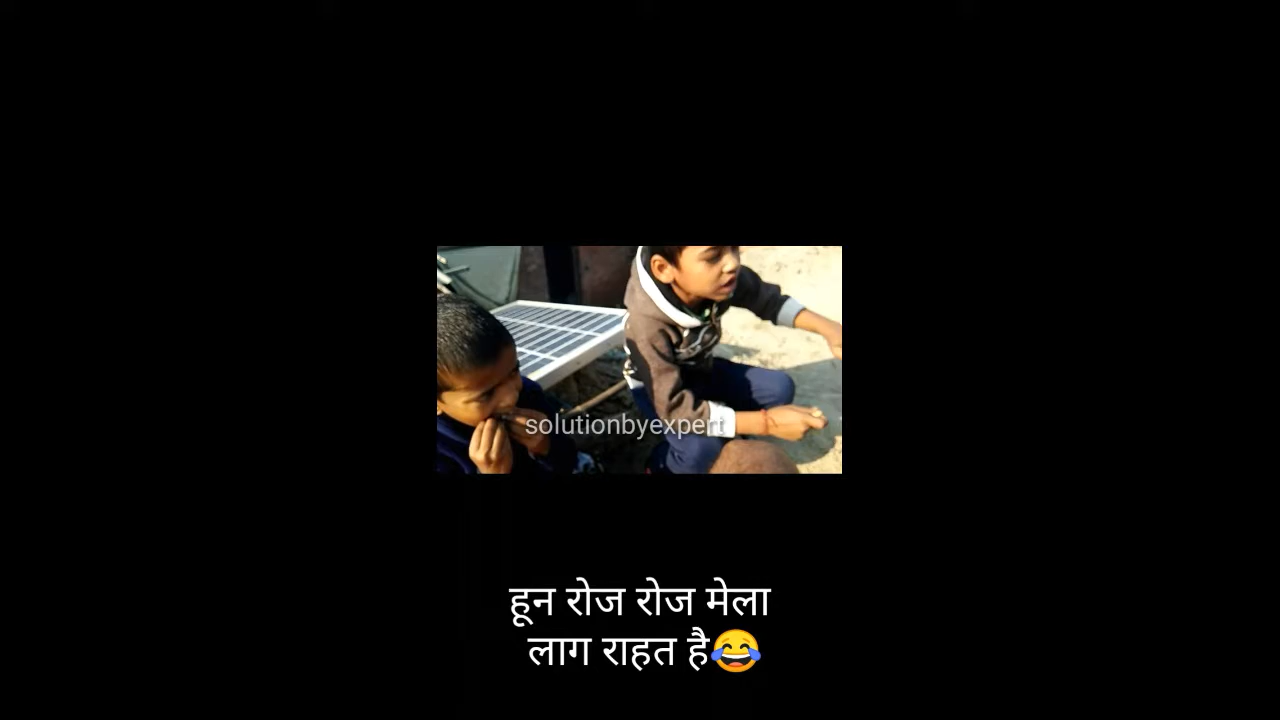 solutionbyexpert
हून रोज रोज मेला
लाग राहत है😂